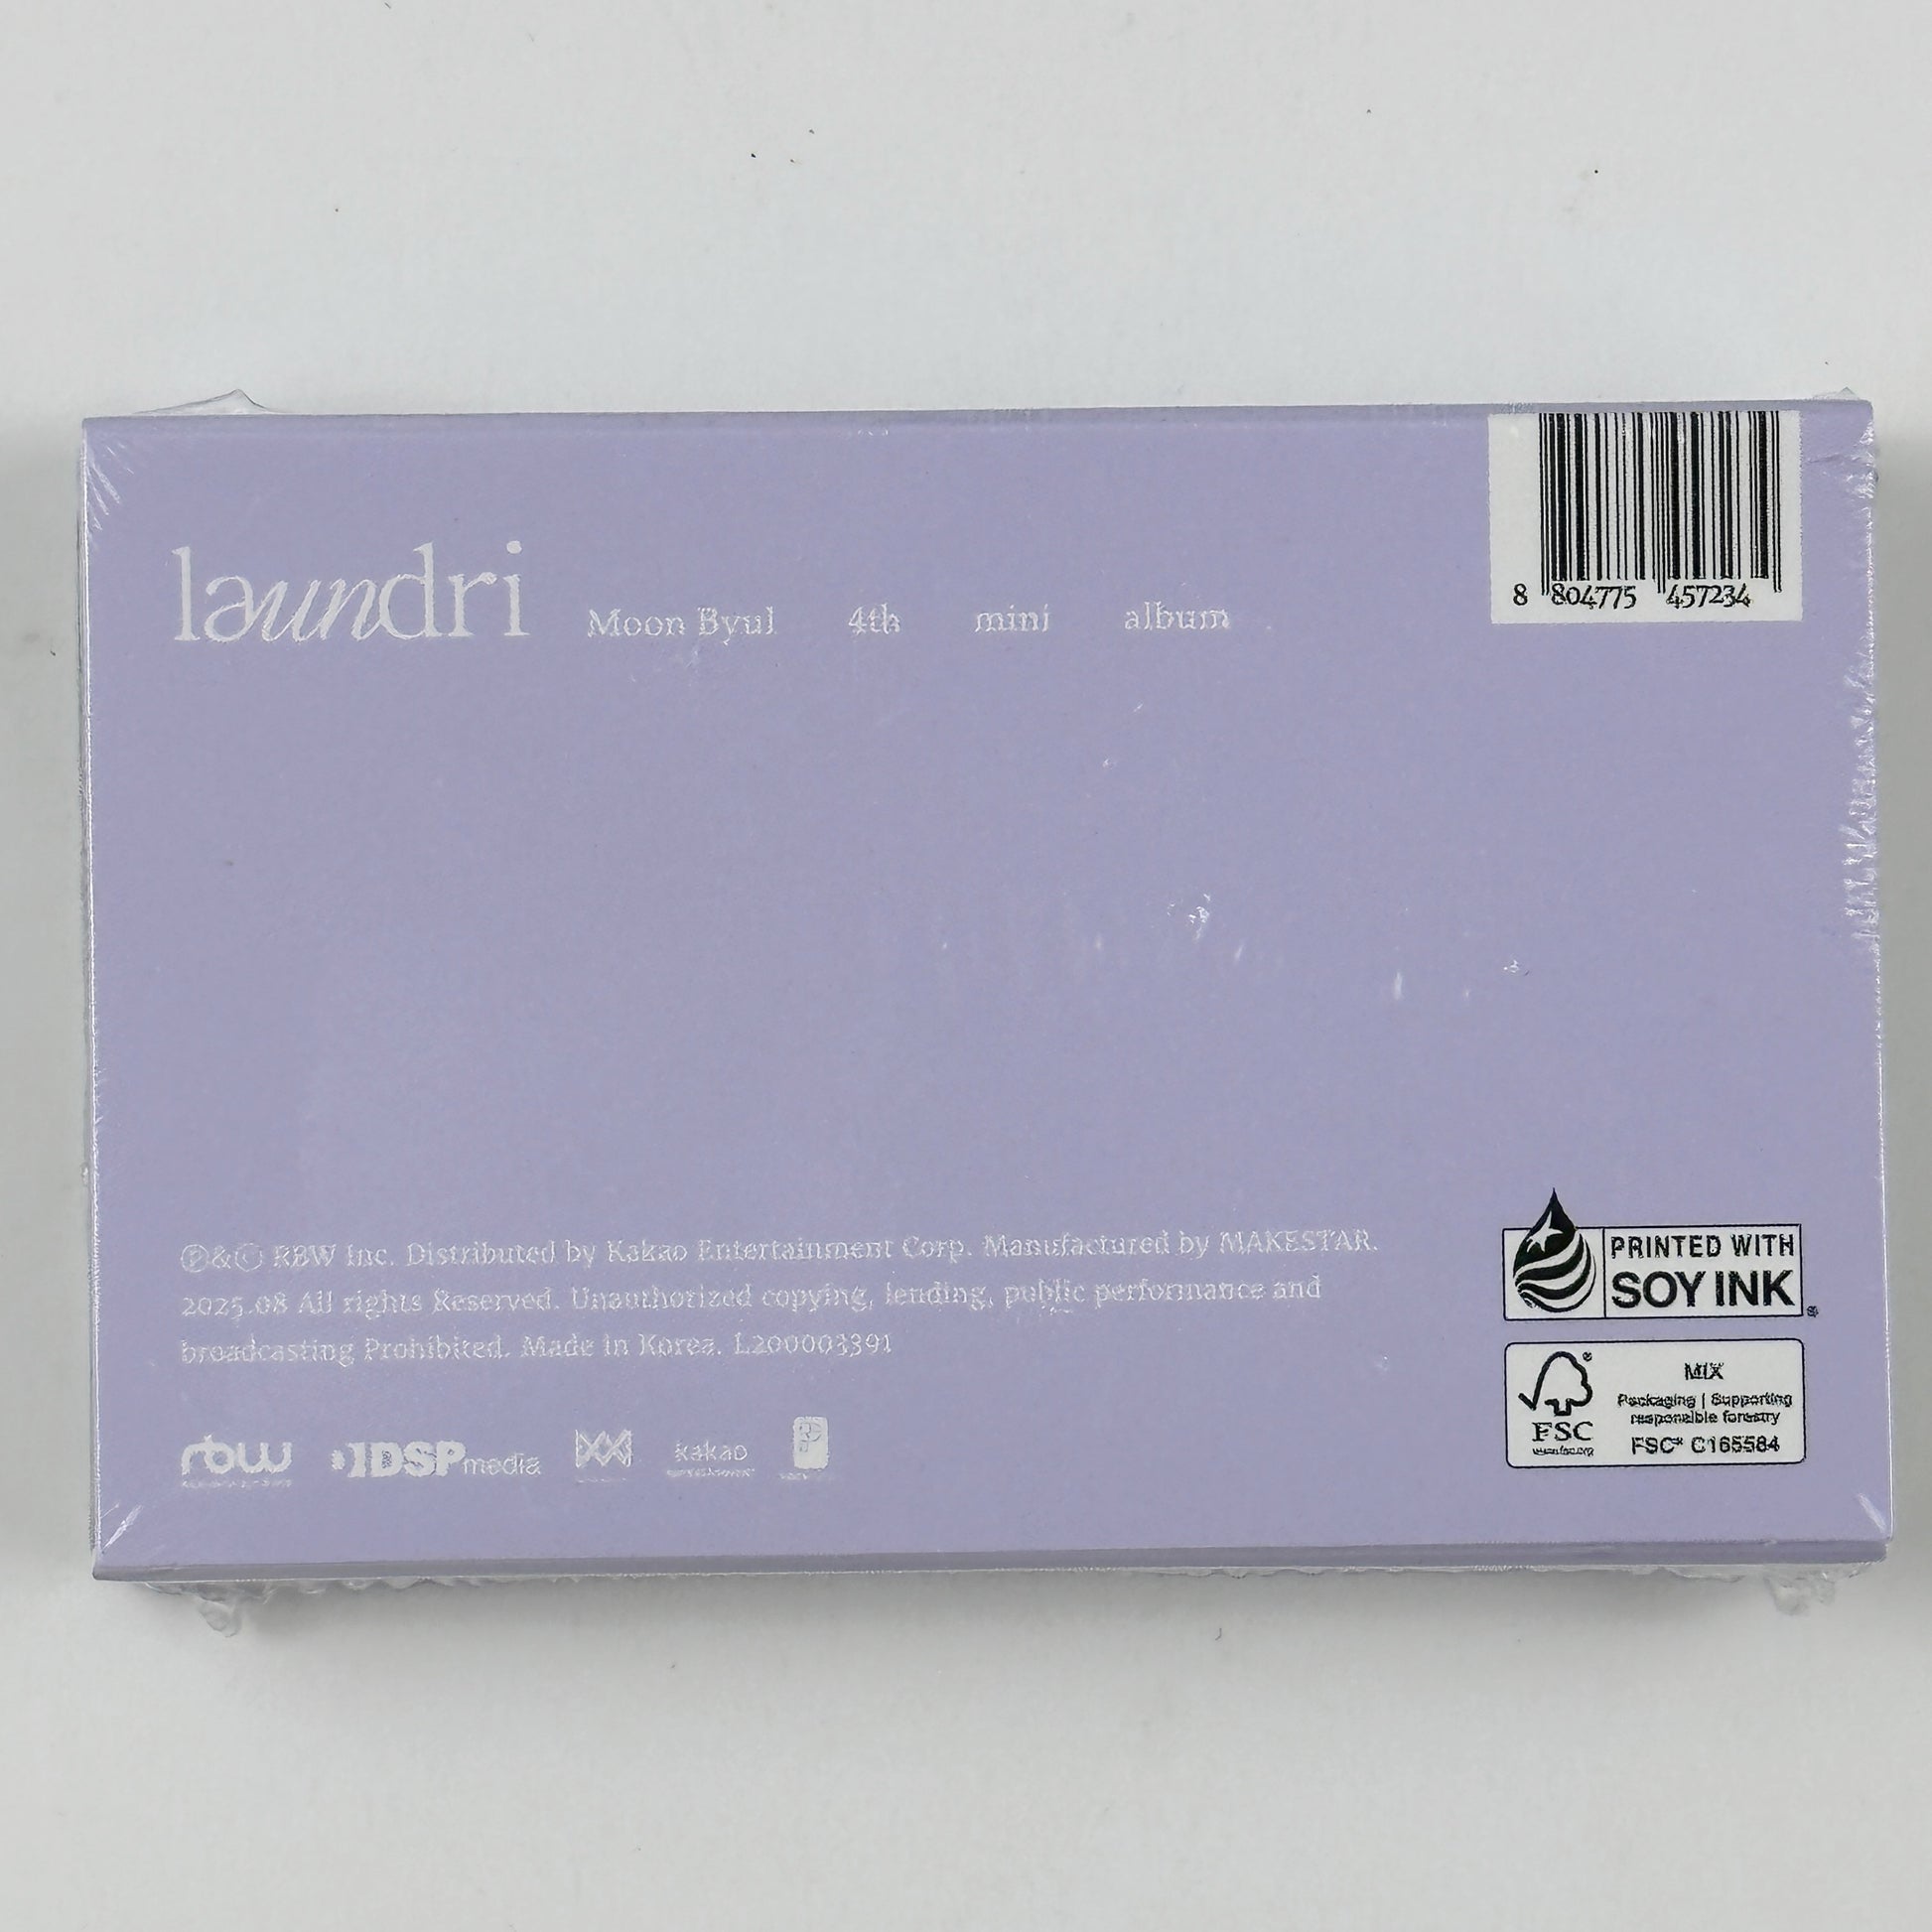 8 804775 457234
laundri Moon Byul 4th mini album
Ⓟ&Ⓒ RBW Inc. Distributed by Kakao Entertainment Corp. Manufactured by MAKESTAR.
2025.08 All rights Reserved. Unauthorized copying, lending, public performance and
broadcasting Prohibited. Made in Korea. L200003391
PRINTED WITH
SOY INK
MIX
Packaging | Supporting
responsible forestry
FSC® C165584
FSC
rbw
DSPmedia
kakao